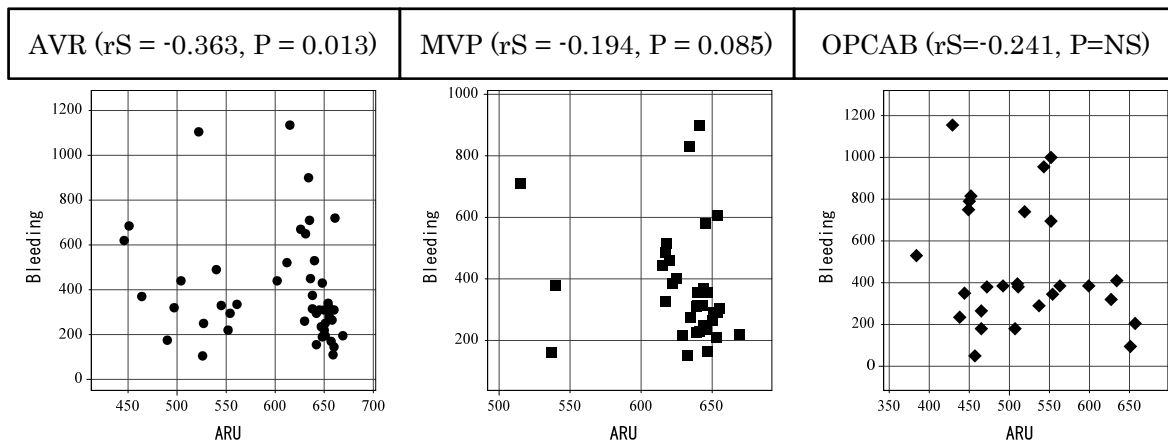 AVR (rS = -0.363, P = 0.013)
MVP (rS = -0.194, P = 0.085)
OPCAB (rS=-0.241, P=NS)
Bleeding
1200
1000
800
600
400
200
0
450 500 550 600 650 700
ARU
Bleeding
1000
800
600
400
200
500 550 600 650
ARU
Bleeding
1200
1000
800
600
400
200
0
350 400 450 500 550 600 650
ARU